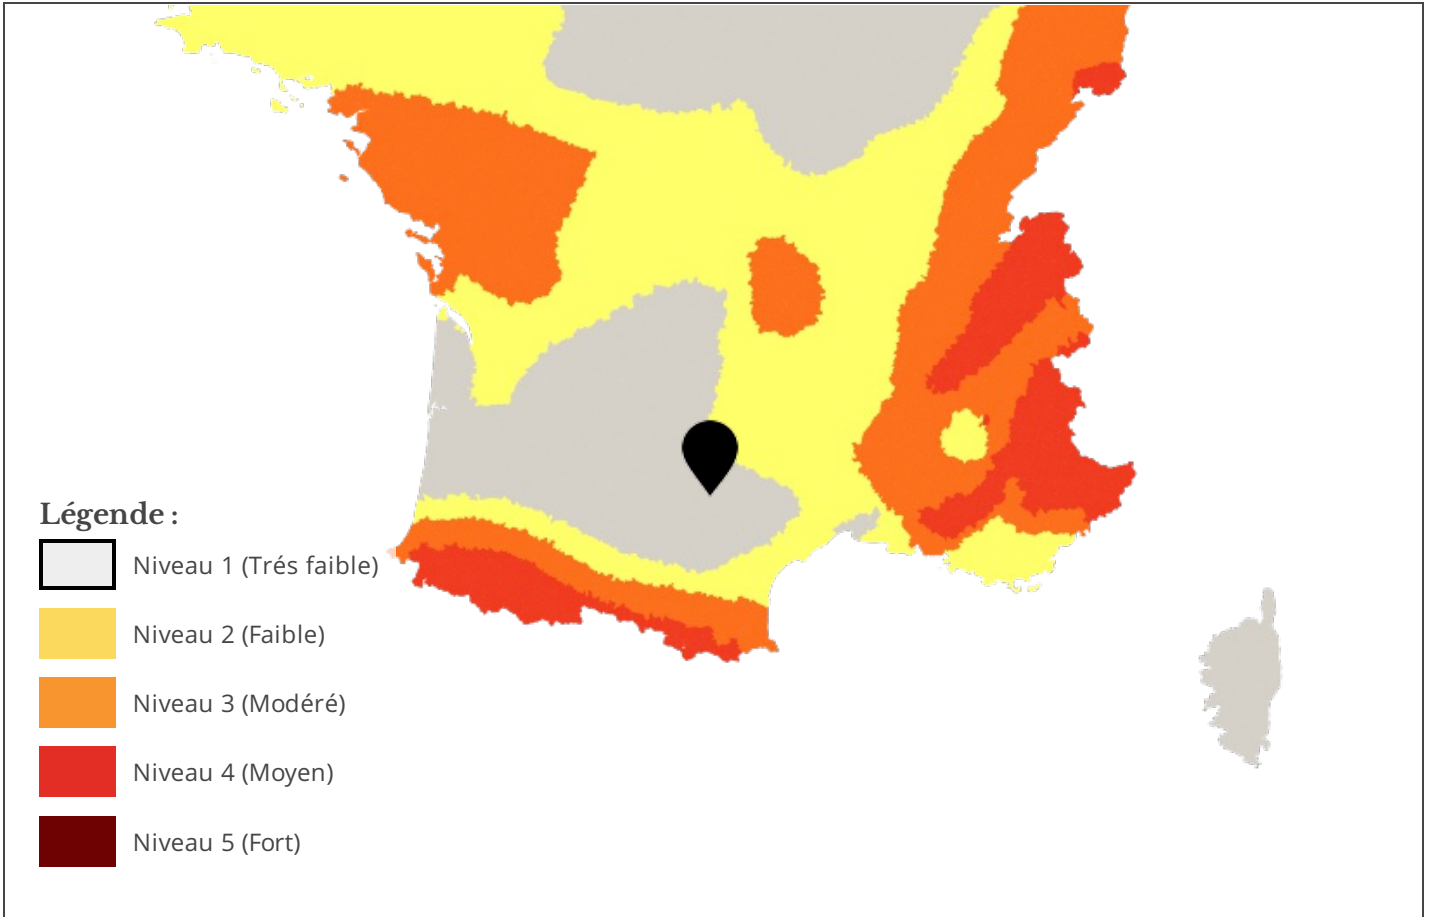 Légende :
Niveau 1 (Trés faible)
Niveau 2 (Faible)
Niveau 3 (Modéré)
Niveau 4 (Moyen)
Niveau 5 (Fort)